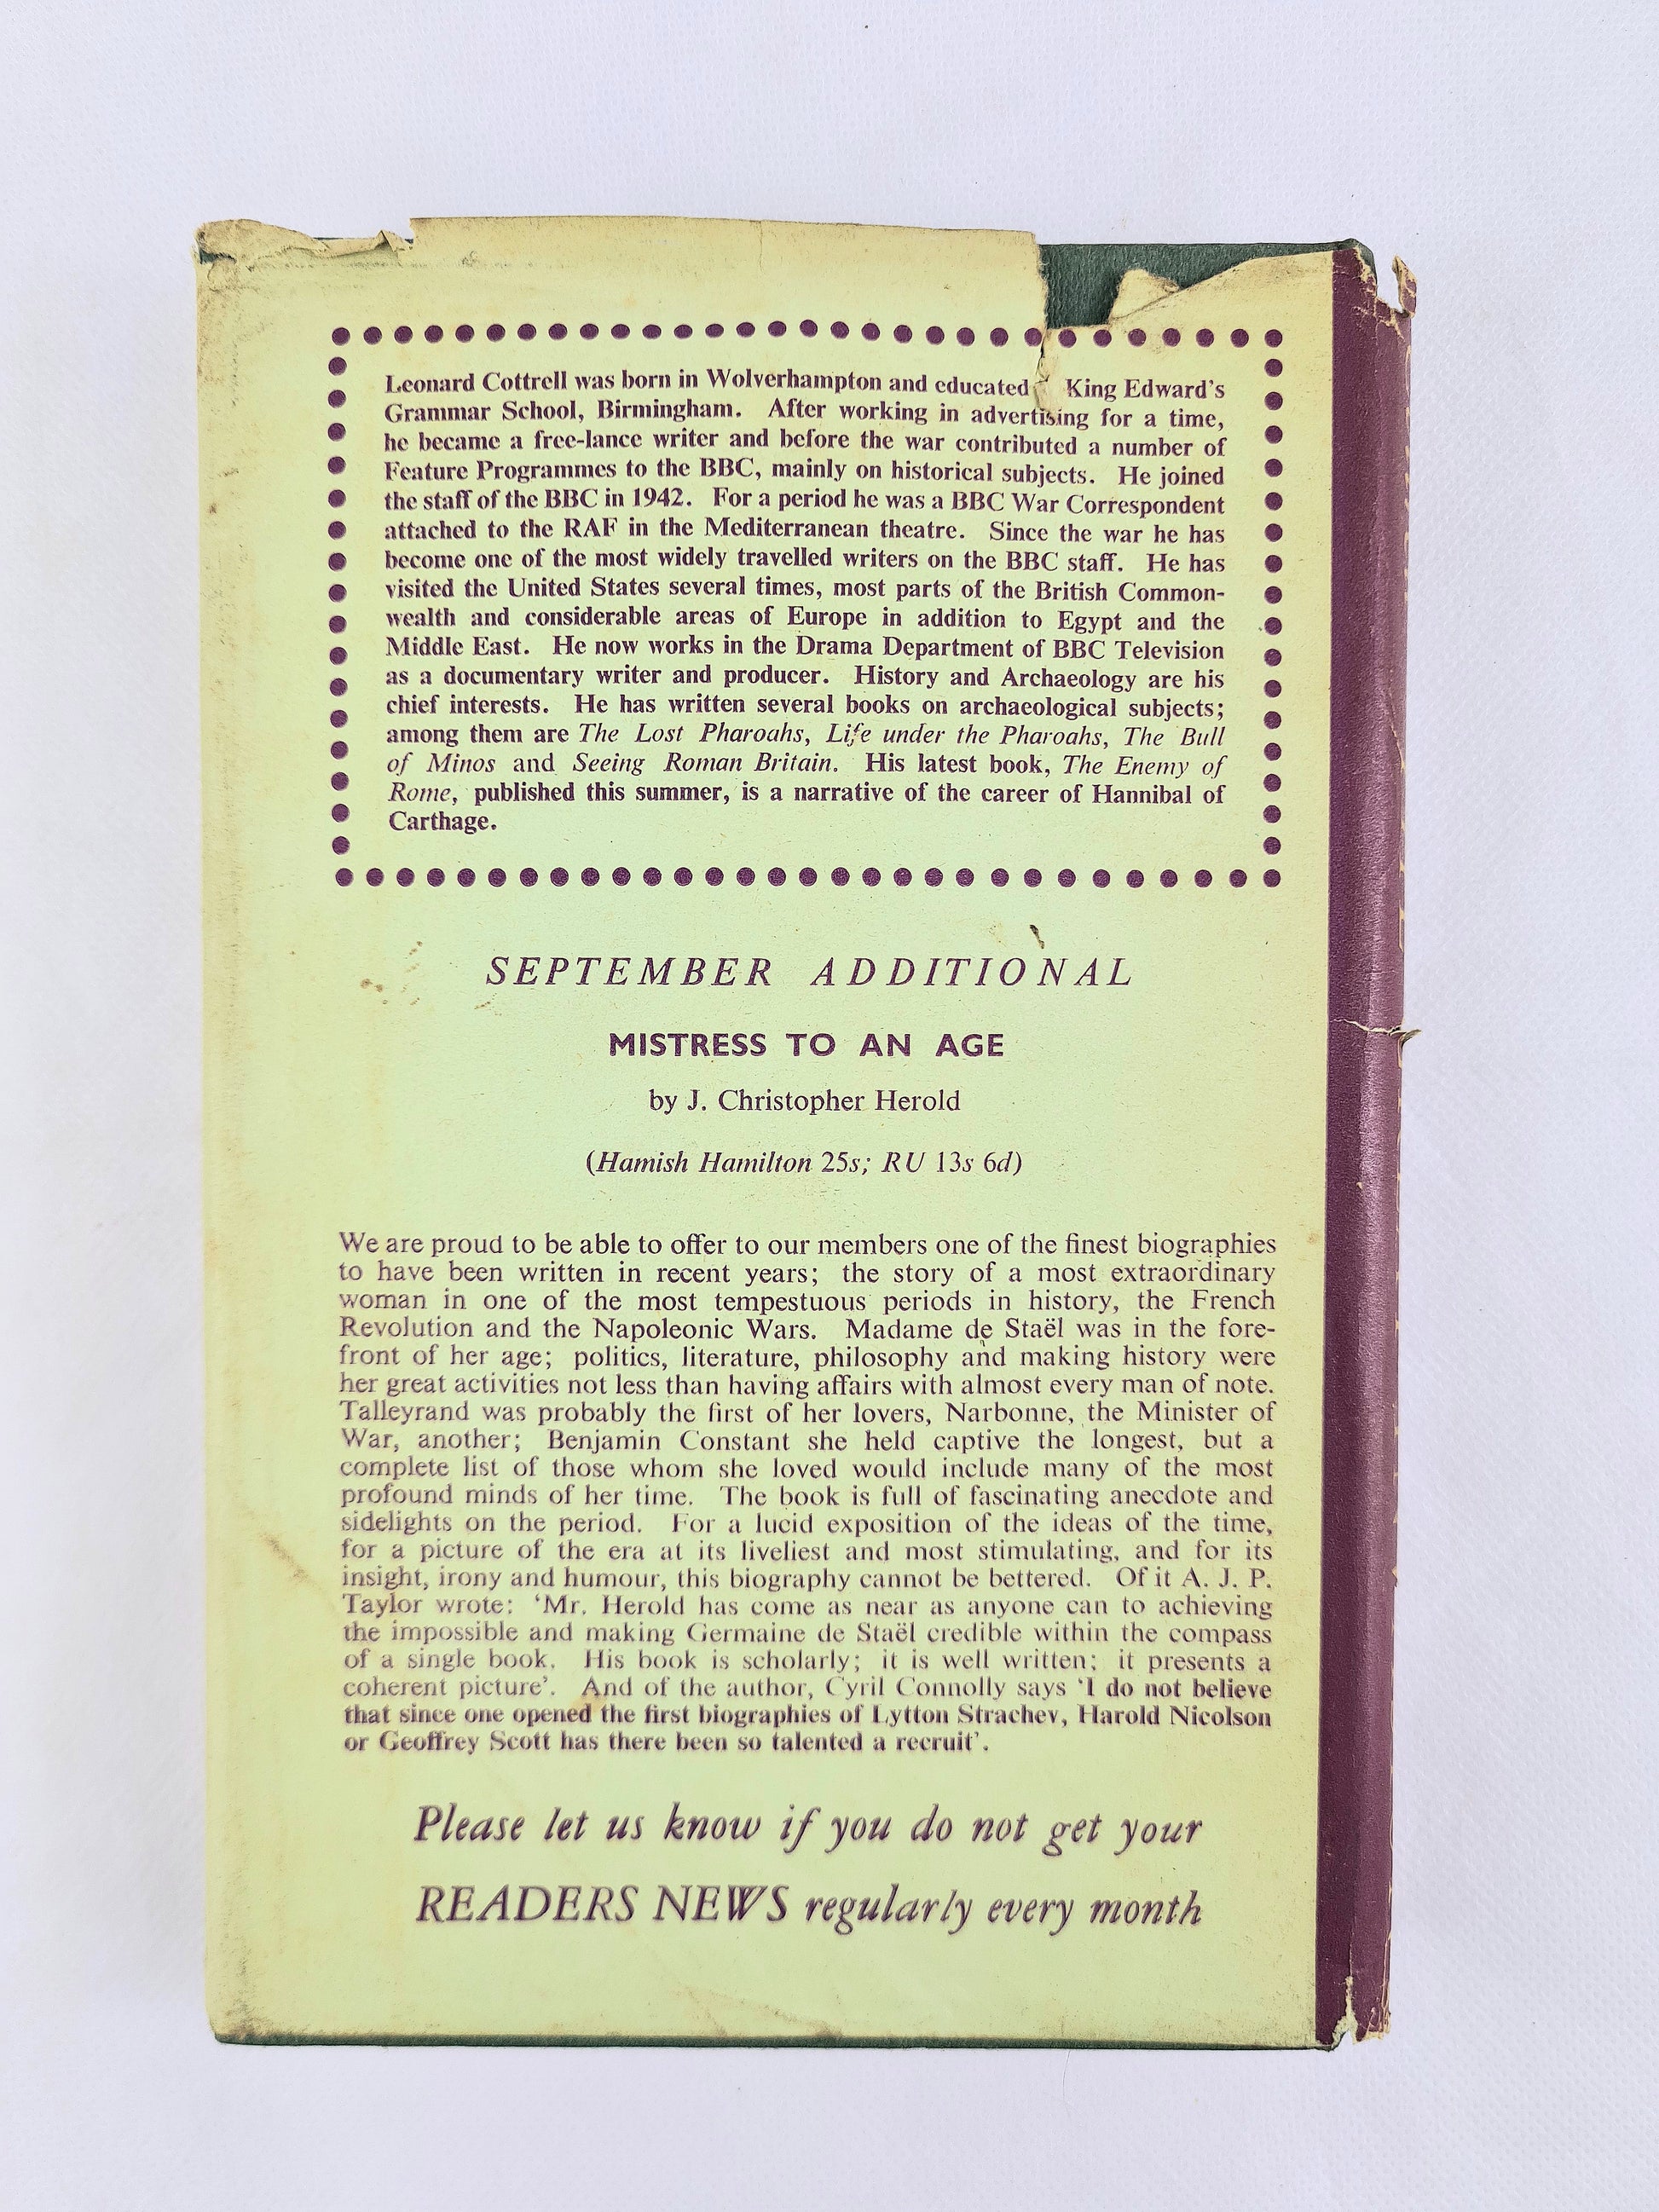 Leonard Cottrell was born in Wolverhampton and educated King Edward's
Grammar School, Birmingham. After working in advertising for a time,
he became a free-lance writer and before the war contributed a number of
Feature Programmes to the BBC, mainly on historical subjects. He joined
the staff of the BBC in 1942. For a period he was a BBC War Correspondent
attached to the RAF in the Mediterranean theatre. Since the war he has
become one of the most widely travelled writers on the BBC staff. He has
visited the United States several times, most parts of the British Common-
wealth and considerable areas of Europe in addition to Egypt and the
Middle East. He now works in the Drama Department of BBC Television
as a documentary writer and producer. History and Archaeology are his
chief interests. He has written several books on archaeological subjects;
among them are The Lost Pharoahs, Life under the Pharoahs, The Bull
of Minos and Seeing Roman Britain. His latest book, The Enemy of
Rome, published this summer, is a narrative of the career of Hannibal of
Carthage.
SEPTEMBER ADDITIONAL
MISTRESS TO AN AGE
by J. Christopher Herold
(Hamish Hamilton 25s; RU 13s 6d)
We are proud to be able to offer to our members one of the finest biographies
to have been written in recent years; the story of a most extraordinary
woman in one of the most tempestuous periods in history, the French
Revolution and the Napoleonic Wars. Madame de Staël was in the fore-
front of her age; politics, literature, philosophy and making history were
her great activities not less than having affairs with almost every man of note.
Talleyrand was probably the first of her lovers, Narbonne, the Minister of
War, another; Benjamin Constant she held captive the longest, but a
complete list of those whom she loved would include many of the most
profound minds of her time. The book is full of fascinating anecdote and
sidelights on the period. For a lucid exposition of the ideas of the time,
for a picture of the era at its liveliest and most stimulating, and for its
insight, irony and humour, this biography cannot be bettered. Of it A. J. P.
Taylor wrote: 'Mr. Herold has come as near as anyone can to achieving
the impossible and making Germaine de Staël credible within the compass
of a single book. His book is scholarly; it is well written; it presents a
coherent picture'. And of the author, Cyril Connolly says 'I do not believe
that since one opened the first biographies of Lytton Strachey, Harold Nicolson
or Geoffrey Scott has there been so talented a recruit'.
Please let us know if you do not get your
READERS NEWS regularly every month